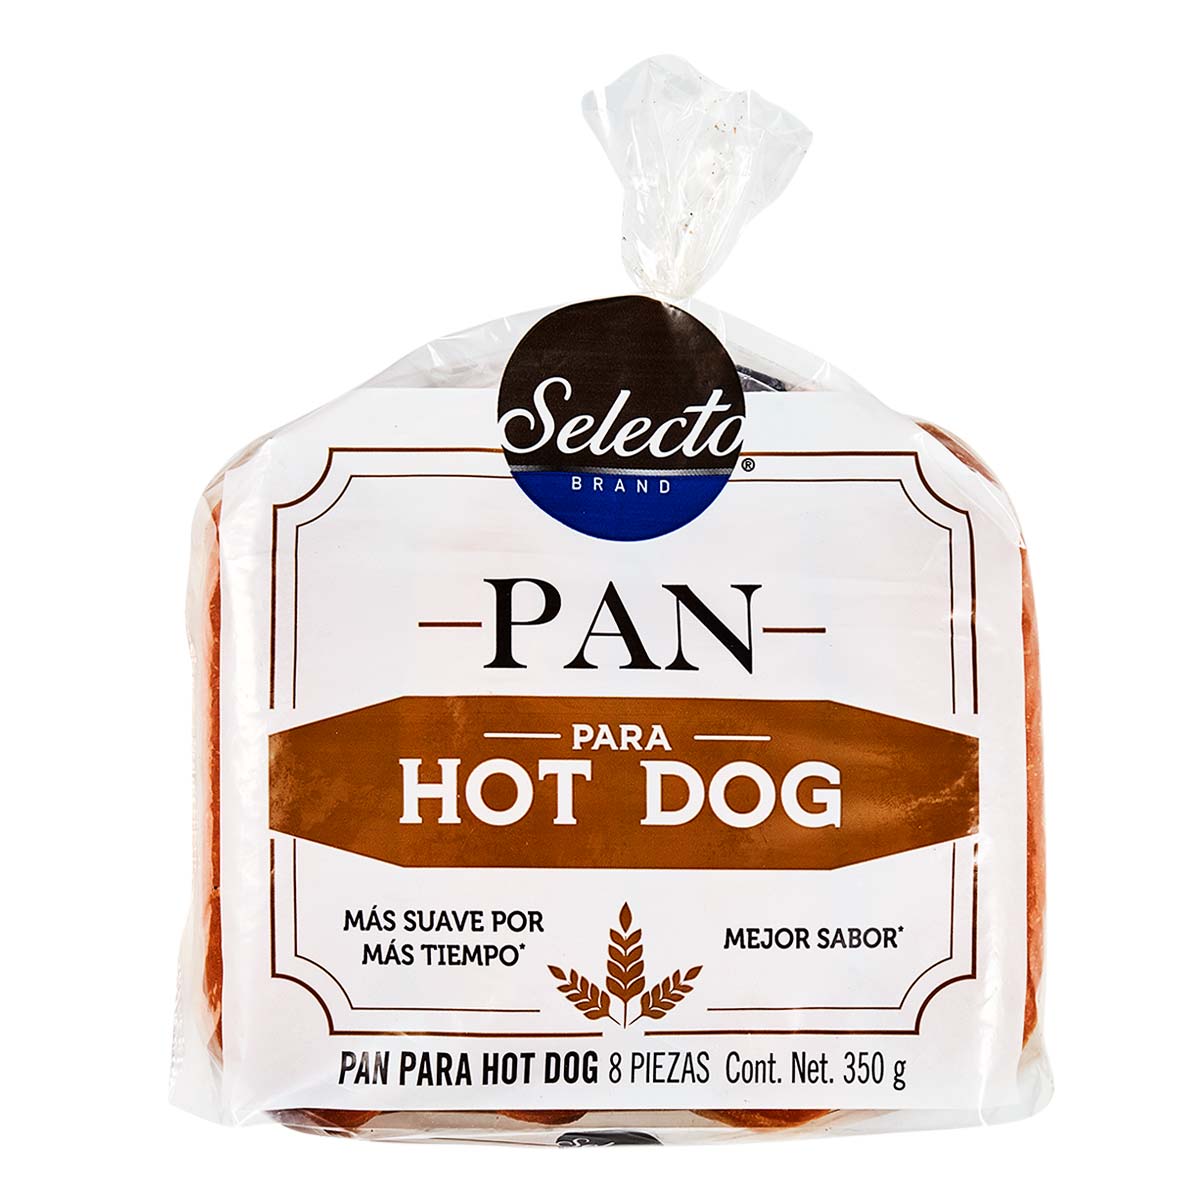 Selecto
BRAND
®
PAN
PARA
HOT DOG
MÁS SUAVE POR
MÁS TIEMPO*
MEJOR SABOR*
PAN PARA HOT DOG 8 PIEZAS Cont. Net. 350 g